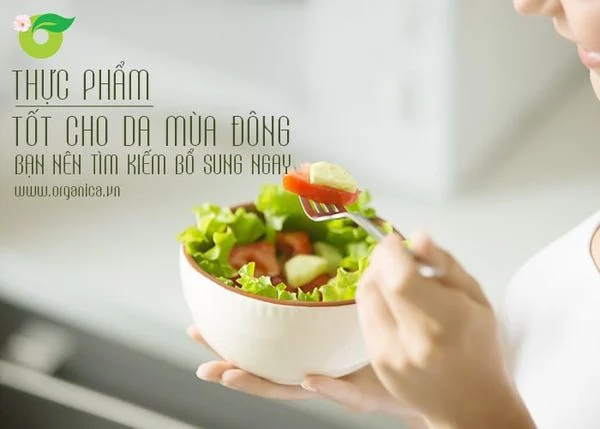 THỰC PHẨM
TỐT CHO DA MÙA ĐÔNG
BẠN NÊN TÌM KIẾM BỔ SUNG NGAY
www.organica.vn